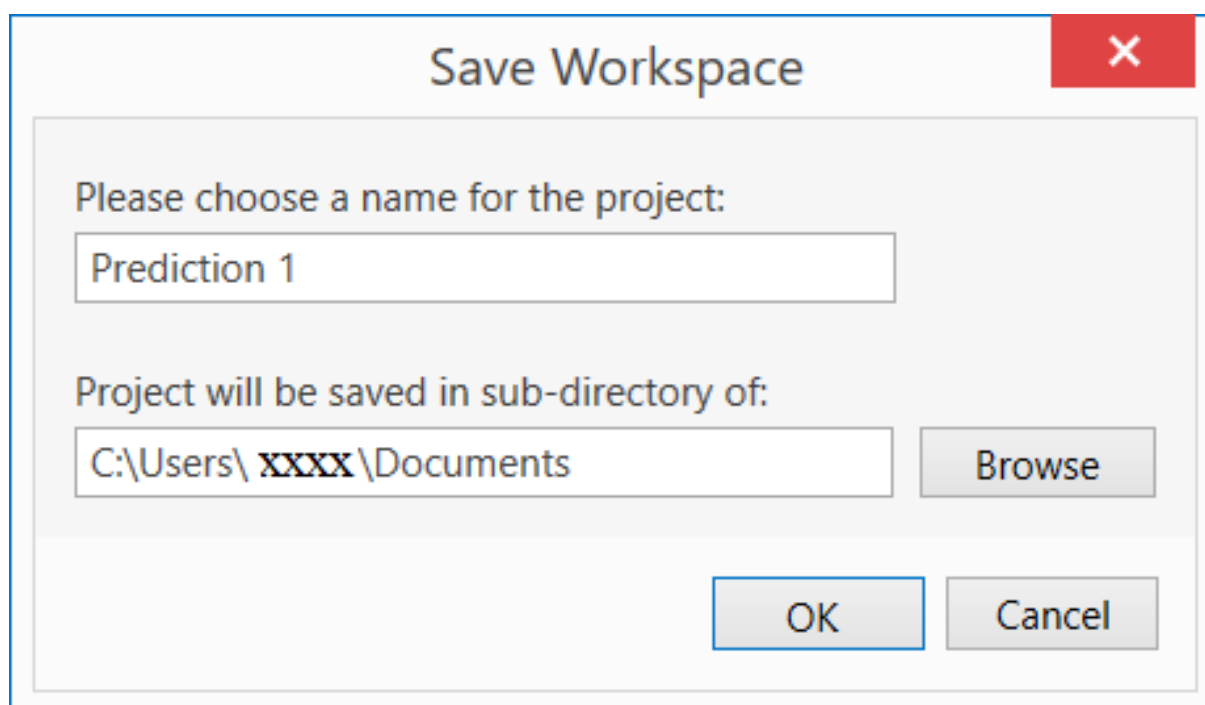 Save Workspace
Please choose a name for the project:
Prediction 1
Project will be saved in sub-directory of:
C:\Users\ xxxx \Documents
Browse
OK
Cancel